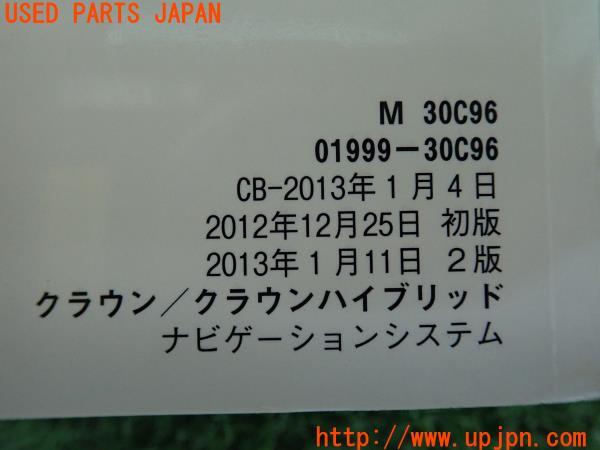 USED PARTS JAPAN
M 30C96
01999-30C96
CB-2013年1月4日
2012年12月25日 初版
2013年1月11日 2版
クラウン/クラウンハイブリッド
ナビゲーションシステム
http://www.upjpn.com/